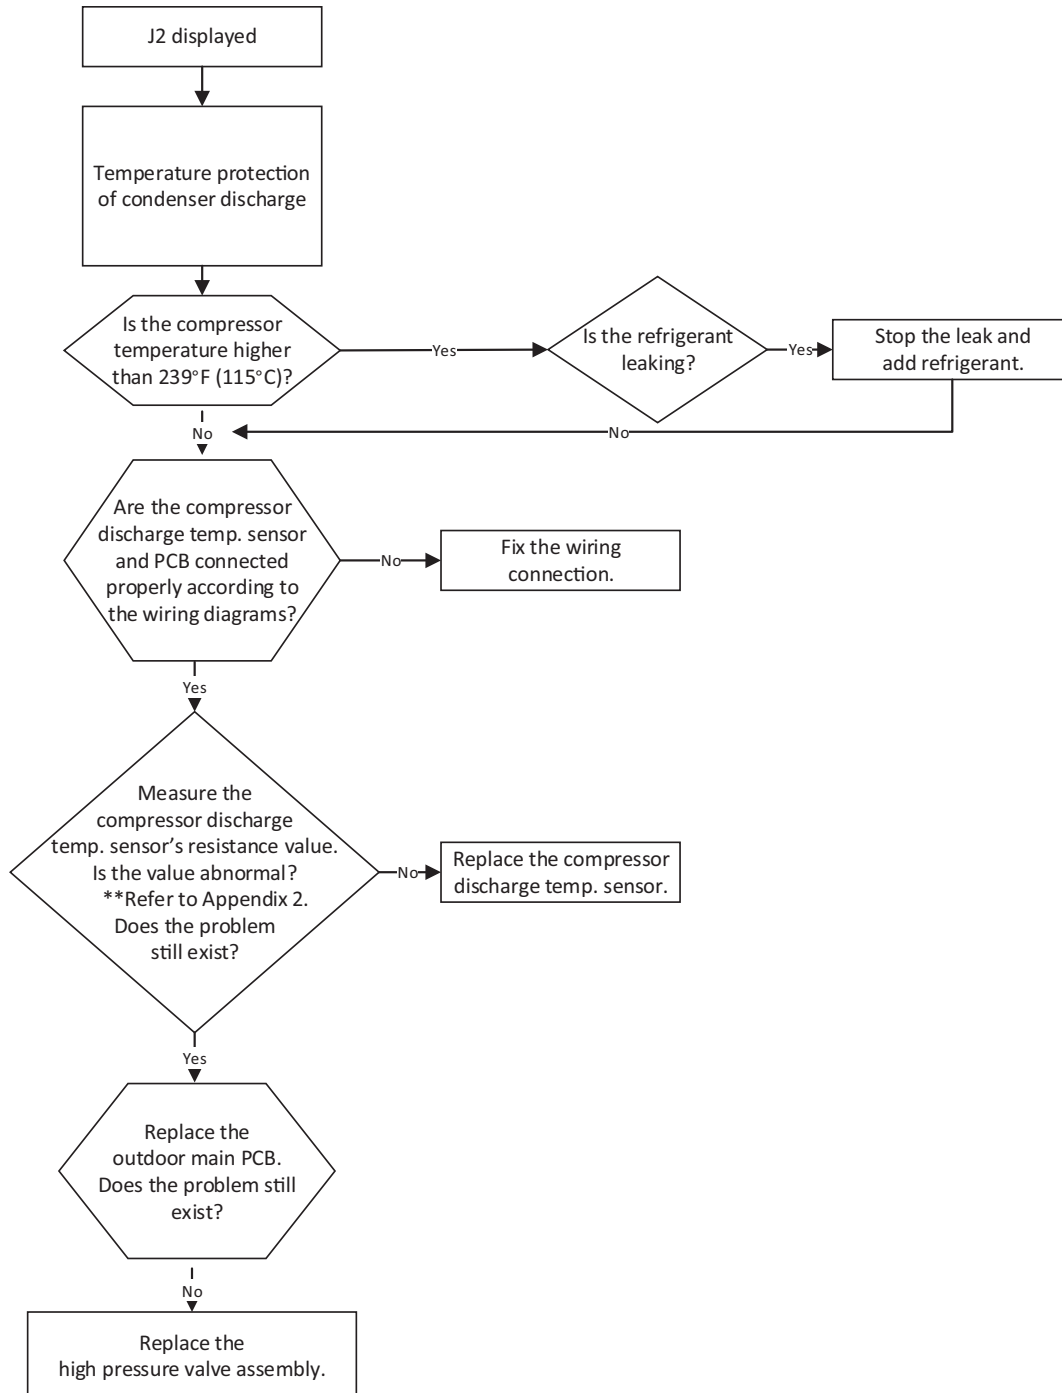 J2 displayed
Temperature protection
of condenser discharge
Is the compressor
temperature higher
than 239°F (115°C)?
Yes
Is the refrigerant
leaking?
Yes
Stop the leak and
add refrigerant.
No
No
Are the compressor
discharge temp. sensor
and PCB connected
properly according to
the wiring diagrams?
No
Fix the wiring
connection.
Yes
Measure the
compressor discharge
temp. sensor’s resistance value.
Is the value abnormal?
**Refer to Appendix 2.
Does the problem
still exist?
No
Replace the compressor
discharge temp. sensor.
Yes
Replace the
outdoor main PCB.
Does the problem still
exist?
No
Replace the
high pressure valve assembly.